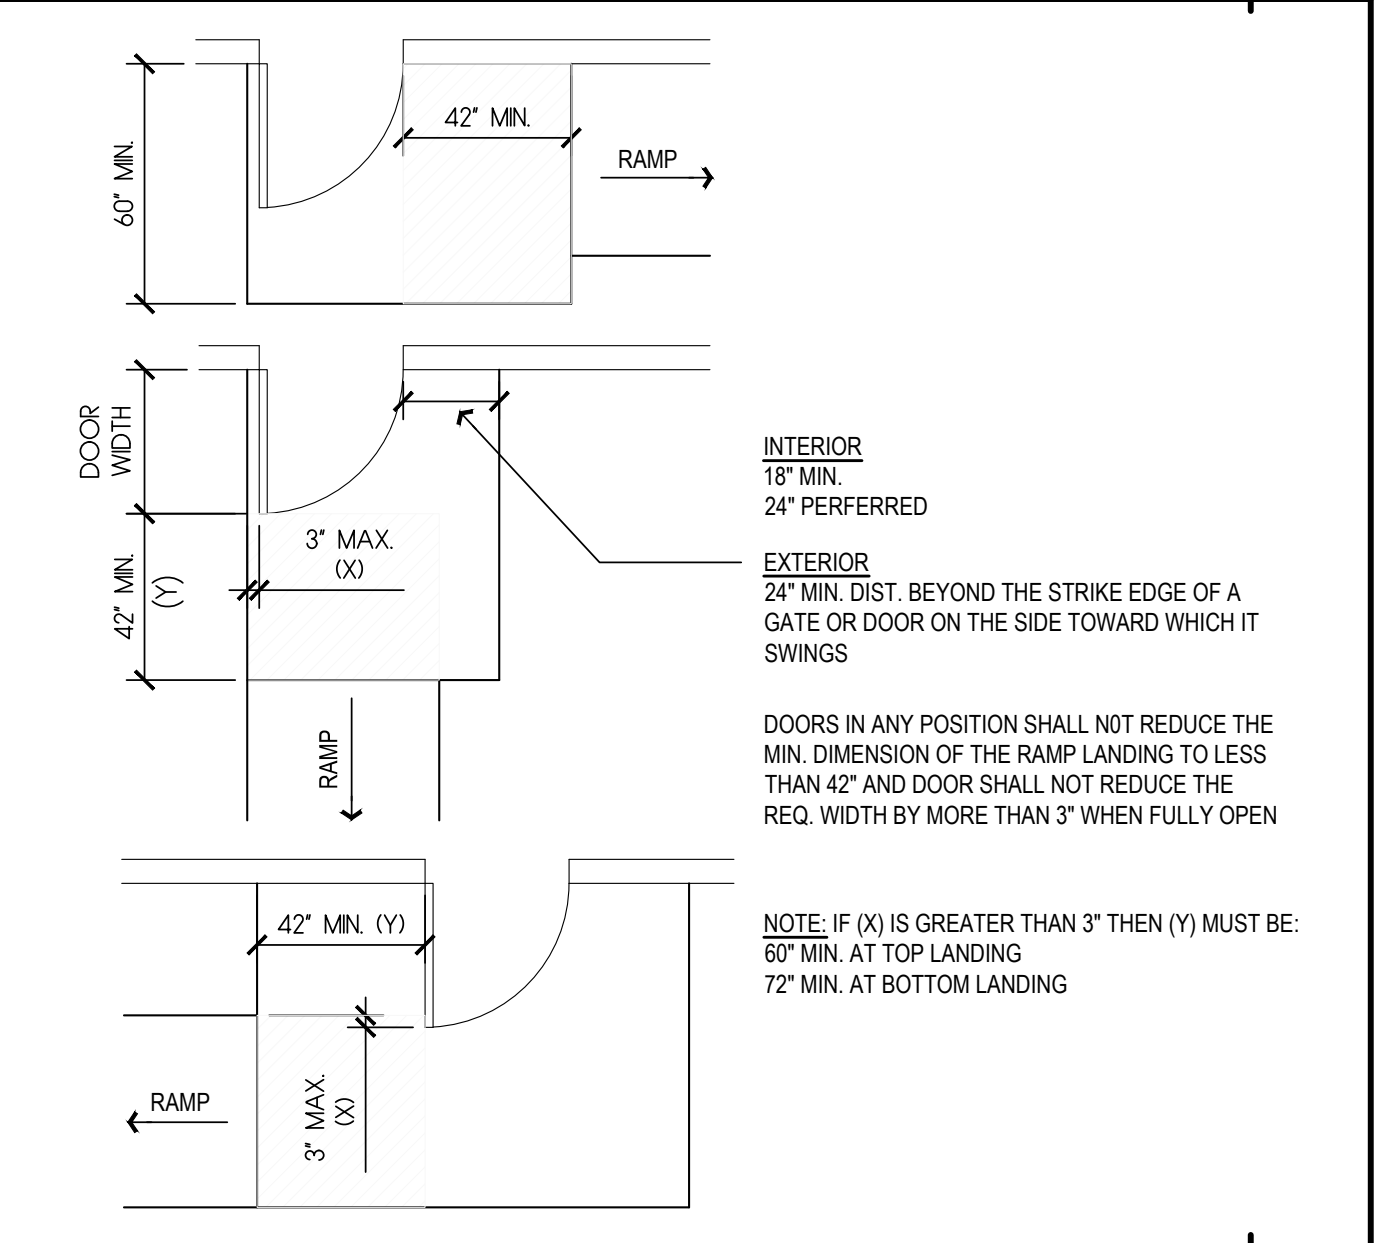 42" MIN.
RAMP
60" MIN.
DOOR
WIDTH
3" MAX.
(X)
42" MIN.
(Y)
RAMP
INTERIOR
18" MIN.
24" PERFERRED
EXTERIOR
24" MIN. DIST. BEYOND THE STRIKE EDGE OF A
GATE OR DOOR ON THE SIDE TOWARD WHICH IT
SWINGS
DOORS IN ANY POSITION SHALL N0T REDUCE THE
MIN. DIMENSION OF THE RAMP LANDING TO LESS
THAN 42" AND DOOR SHALL NOT REDUCE THE
REQ. WIDTH BY MORE THAN 3" WHEN FULLY OPEN
42" MIN. (Y)
RAMP
3" MAX.
(X)
NOTE: IF (X) IS GREATER THAN 3" THEN (Y) MUST BE:
60" MIN. AT TOP LANDING
72" MIN. AT BOTTOM LANDING